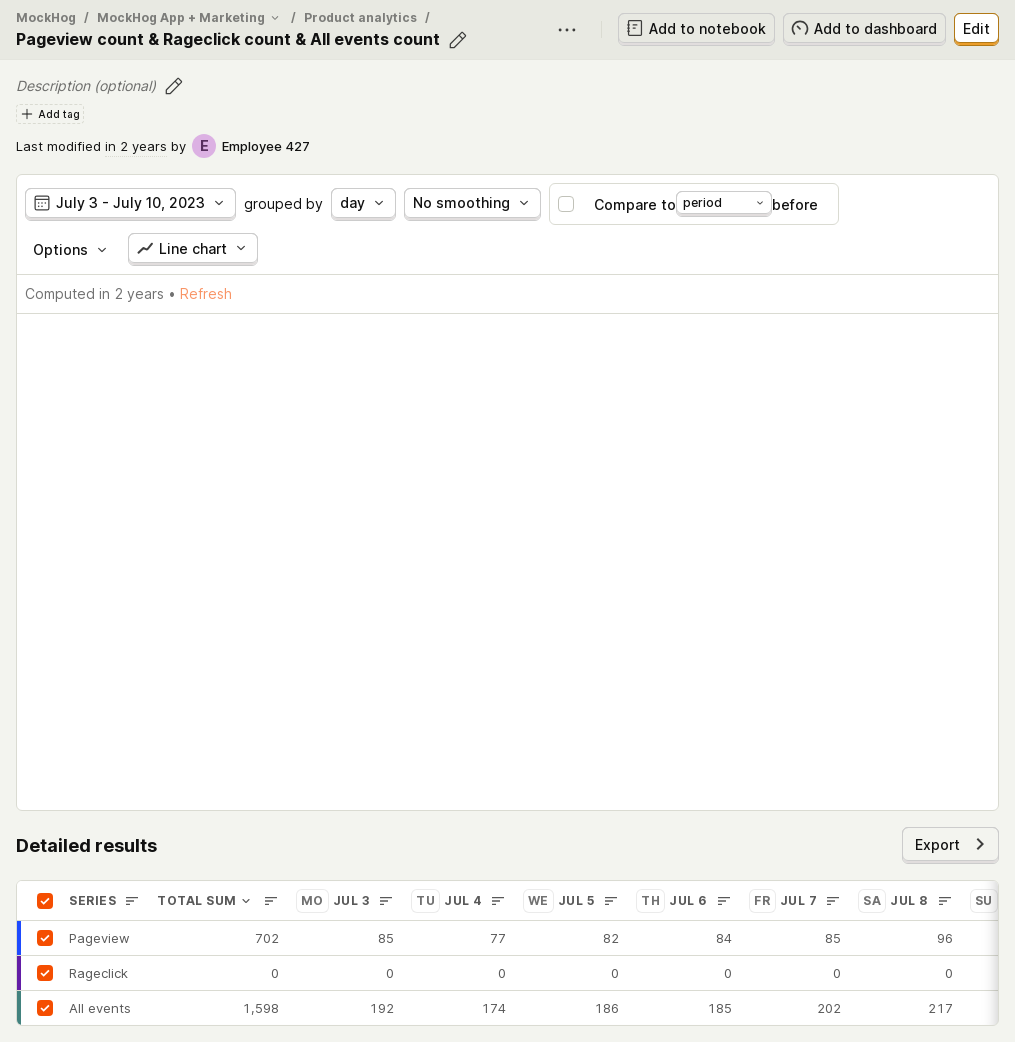 MockHog / MockHog App + Marketing / Product analytics /
Pageview count & Rageclick count & All events count
Add to notebook
Add to dashboard
Edit
Description (optional)
Add tag
Last modified in 2 years by E Employee 427
July 3 - July 10, 2023 grouped by day No smoothing Compare to period before
Options Line chart
Computed in 2 years • Refresh
Detailed results
Export
SERIES TOTAL SUM MO JUL 3 TU JUL 4 WE JUL 5 TH JUL 6 FR JUL 7 SA JUL 8 SU
Pageview 702 85 77 82 84 85 96
Rageclick 0 0 0 0 0 0 0
All events 1,598 192 174 186 185 202 217